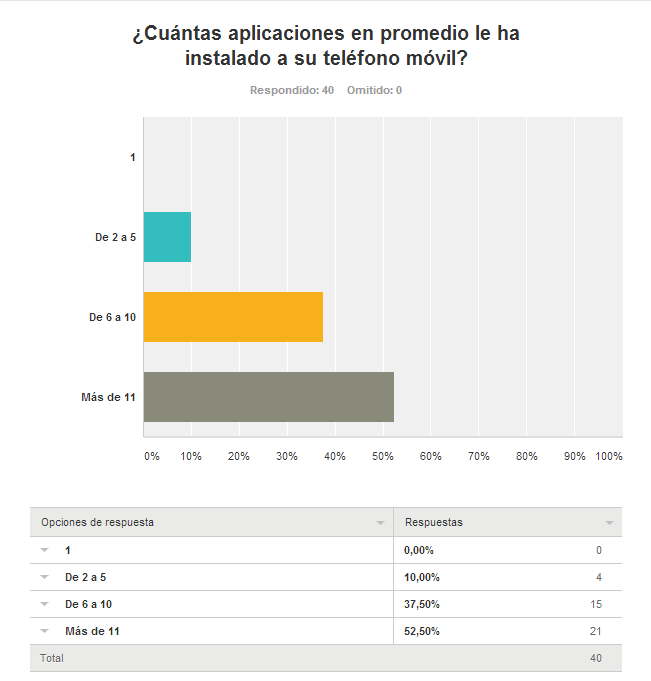 ¿Cuántas aplicaciones en promedio le ha
instalado a su teléfono móvil?
Respondido: 40 Omitido: 0
1
De 2 a 5
De 6 a 10
Más de 11
0% 10% 20% 30% 40% 50% 60% 70% 80% 90% 100%
Opciones de respuesta Respuestas
1 0,00% 0
De 2 a 5 10,00% 4
De 6 a 10 37,50% 15
Más de 11 52,50% 21
Total 40